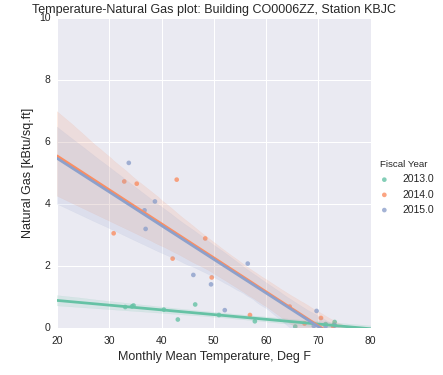 Temperature-Natural Gas plot: Building CO0006ZZ, Station KBJC
10
8
6
4
2
0
Natural Gas [kBtu/sq.ft]
20 30 40 50 60 70 80
Monthly Mean Temperature, Deg F
Fiscal Year
2013.0
2014.0
2015.0